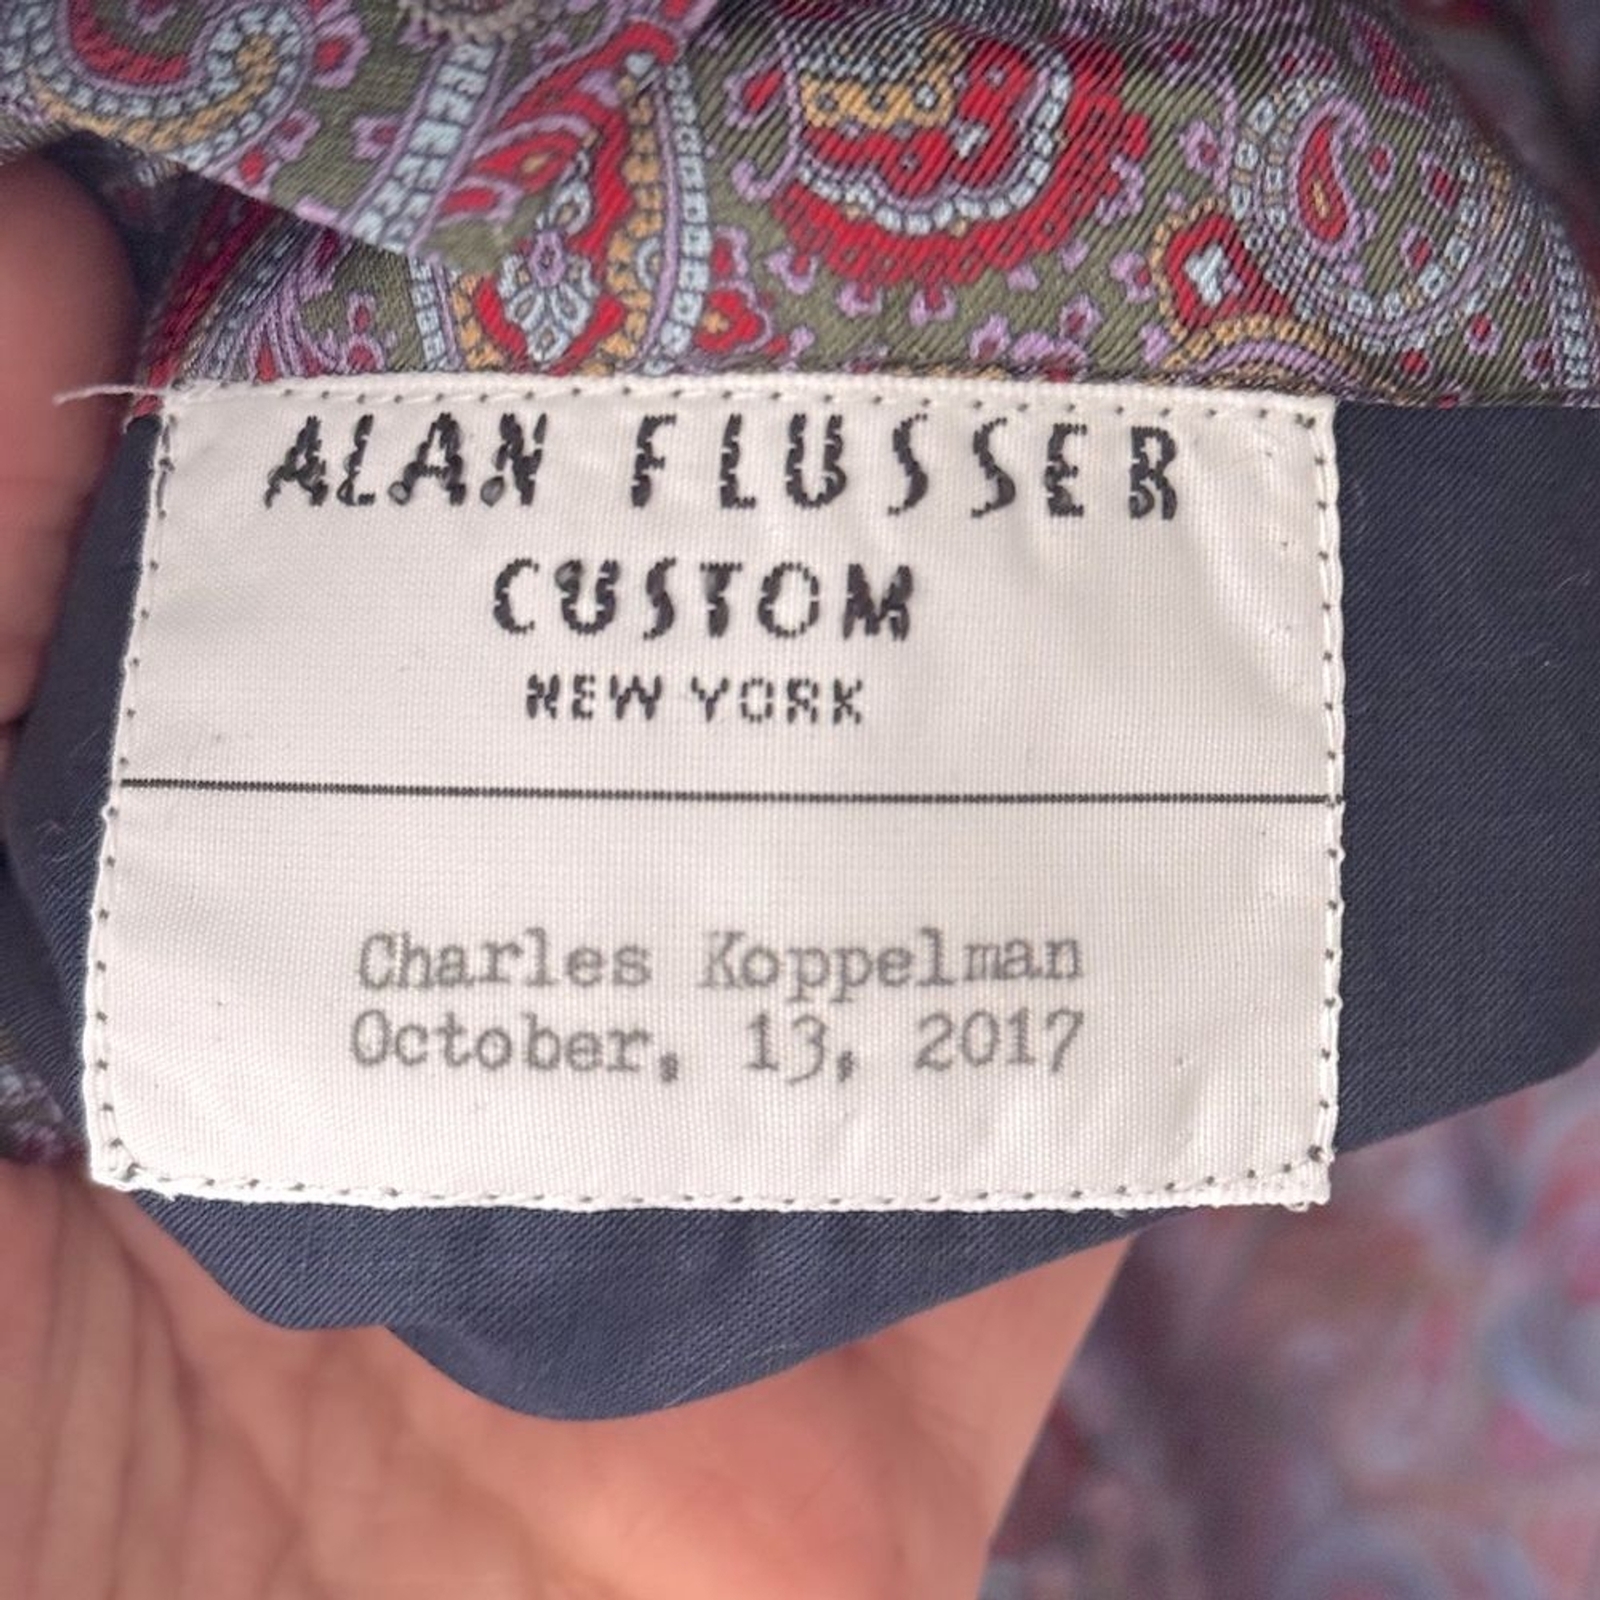 ALAN FLUSSER
CUSTOM
NEW YORK
Charles Koppelman
October, 13, 2017